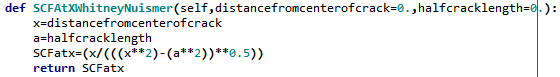 def SCFAtXWhitneyNuismer(self,distancefromcenterofcrack=0.,halfcracklength=0.):
x=distancefromcenterofcrack
a=halfcracklength
SCFatx=(x/(((x**2)-(a**2))**0.5))
return SCFatx